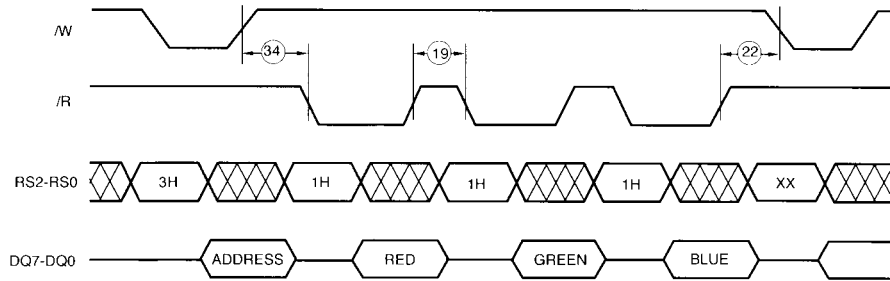 /W
34
19
22
/R
RS2-RS0 3H 1H 1H 1H XX
DQ7-DQ0 ADDRESS RED GREEN BLUE